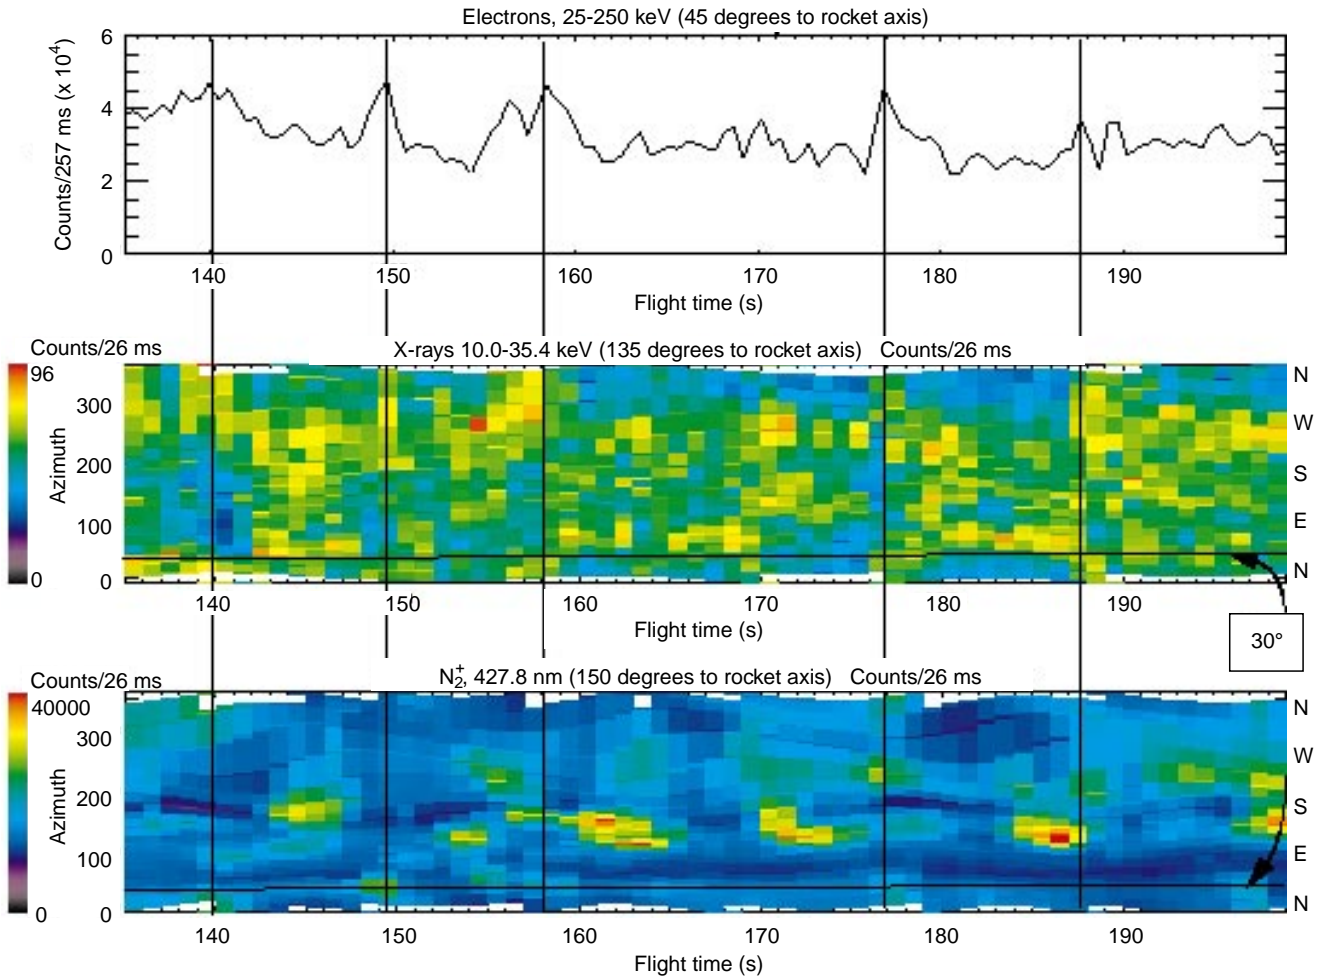 Electrons, 25-250 keV (45 degrees to rocket axis)
Counts/257 ms (x 10⁴)
6
4
2
0
140 150 160 170 180 190
Flight time (s)
Counts/26 ms
X-rays 10.0-35.4 keV (135 degrees to rocket axis) Counts/26 ms
96
0
Azimuth
300
200
100
0
N
W
S
E
N
140 150 160 170 180 190
Flight time (s)
30°
Counts/26 ms
N₂⁺, 427.8 nm (150 degrees to rocket axis) Counts/26 ms
40000
0
Azimuth
300
200
100
0
N
W
S
E
N
140 150 160 170 180 190
Flight time (s)